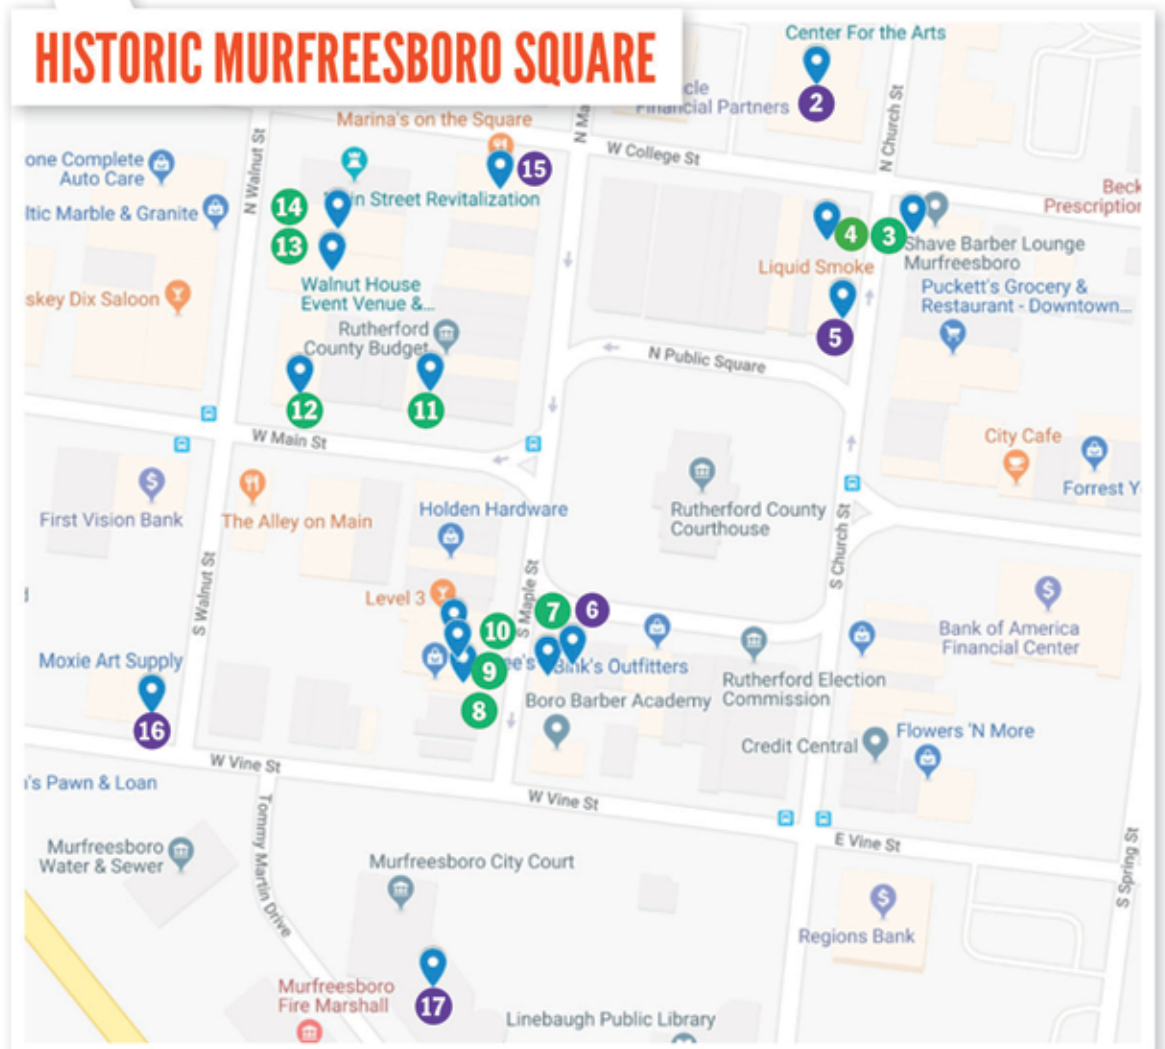 HISTORIC MURFREESBORO SQUARE
Center For the Arts
cle
Financial Partners
2
N Church St
N Ma
W College St
Marina's on the Square
15
one Complete
Auto Care
N Walnut St
ltic Marble & Granite
14
in Street Revitalization
13
Beck
Prescription
4
3
Shave Barber Lounge
Murfreesboro
Liquid Smoke
Walnut House
Event Venue &...
Puckett's Grocery &
Restaurant - Downtown...
skey Dix Saloon
Rutherford
County Budget
5
N Public Square
12
11
W Main St
City Cafe
Forrest Y
First Vision Bank
The Alley on Main
Holden Hardware
Rutherford County
Courthouse
S Church St
S Walnut St
S Maple St
Level 3
7
6
10
9
8
ee's
Bink's Outfitters
Bank of America
Financial Center
Moxie Art Supply
16
Rutherford Election
Commission
Boro Barber Academy
Credit Central
Flowers 'N More
W Vine St
's Pawn & Loan
W Vine St
Tommy Martin Drive
E Vine St
S Spring St
Murfreesboro
Water & Sewer
Murfreesboro City Court
Regions Bank
17
Murfreesboro
Fire Marshall
Linebaugh Public Library